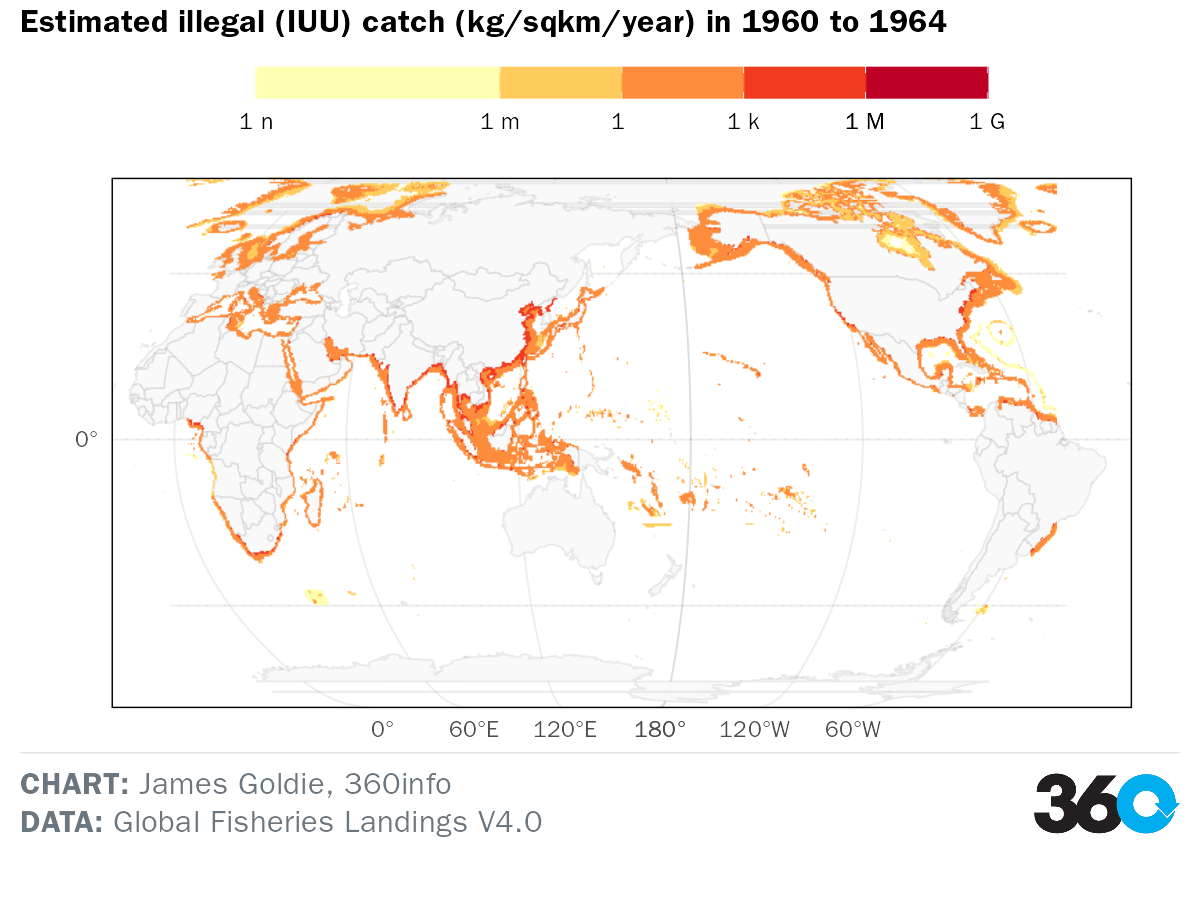 Estimated illegal (IUU) catch (kg/sqkm/year) in 1960 to 1964
1 n 1 m 1 1 k 1 M 1 G
0°
0° 60°E 120°E 180° 120°W 60°W
CHART: James Goldie, 360info
DATA: Global Fisheries Landings V4.0
360